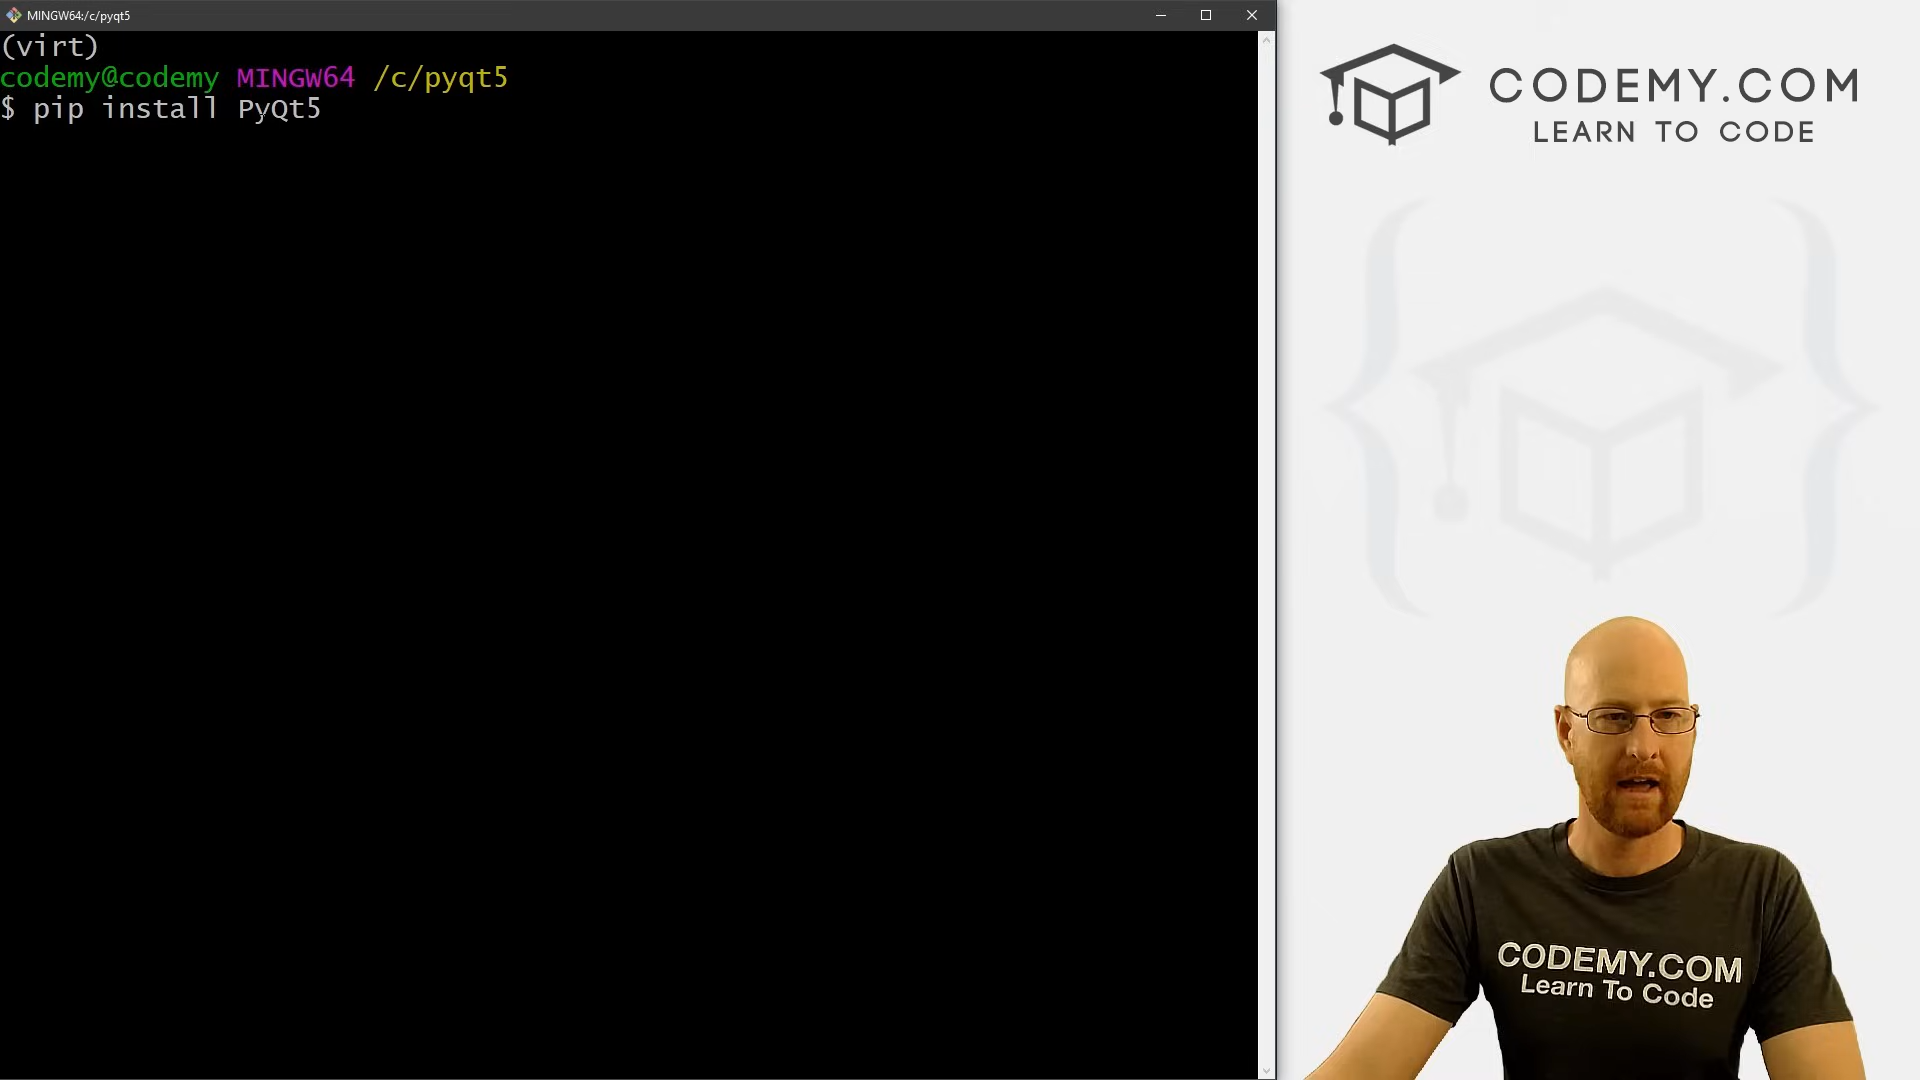 MINGW64:/c/pyqt5
(virt)
codemy@codemy MINGW64 /c/pyqt5
$ pip install PyQt5
CODEMY.COM
LEARN TO CODE
CODEMY.COM
Learn To Code